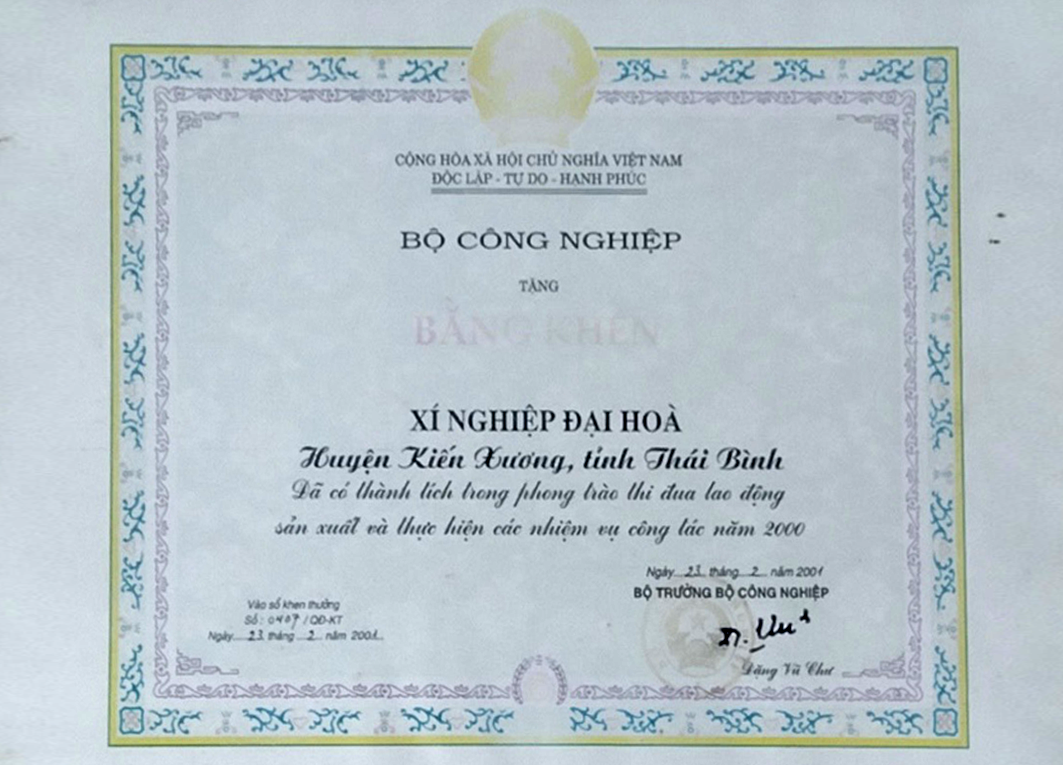 CỘNG HÒA XÃ HỘI CHỦ NGHĨA VIỆT NAM
ĐỘC LẬP - TỰ DO - HẠNH PHÚC
BỘ CÔNG NGHIỆP
TẶNG
BẰNG KHEN
XÍ NGHIỆP ĐẠI HOÀ
Huyện Kiến Xương, tỉnh Thái Bình
Đã có thành tích trong phong trào thi đua lao động
sản xuất và thực hiện các nhiệm vụ công tác năm 2000
Ngày 23 tháng 2 năm 2001
BỘ TRƯỞNG BỘ CÔNG NGHIỆP
Đặng Vũ Chư
Vào sổ khen thưởng
Số: 0407 / QĐ-KT
Ngày 23 tháng 2 năm 2001